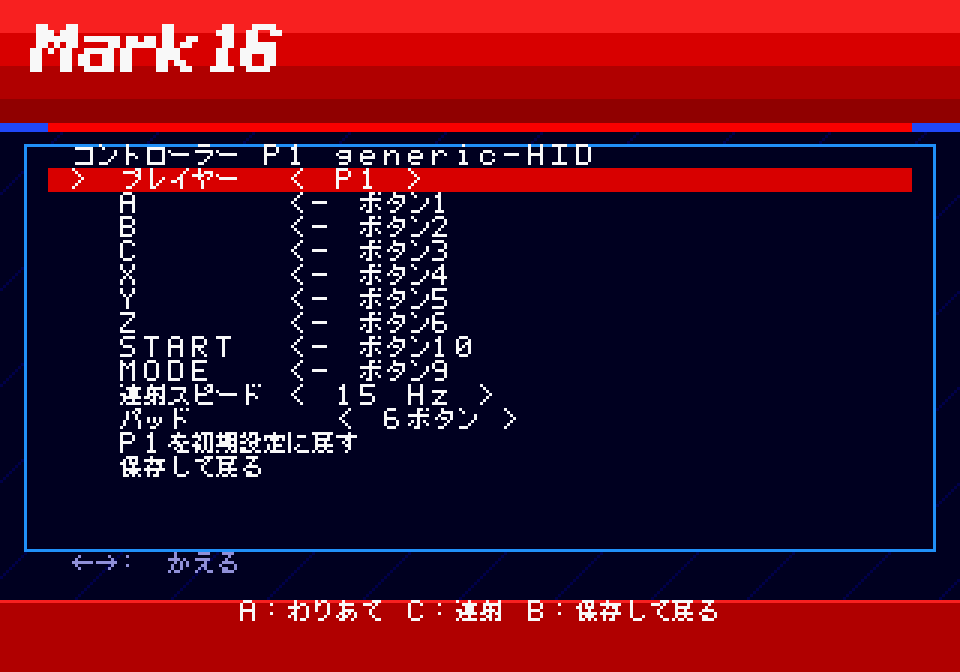 Mark 16
コントローラー P1 generic-HID
> プレイヤー < P1 >
A <- ボタン1
B <- ボタン2
C <- ボタン3
X <- ボタン4
Y <- ボタン5
Z <- ボタン6
START <- ボタン10
MODE <- ボタン9
連射スピード < 15 Hz >
パッド < 6ボタン >
P1を初期設定に戻す
保存して戻る
←→: かえる
A:わりあて C:連射 B:保存して戻る